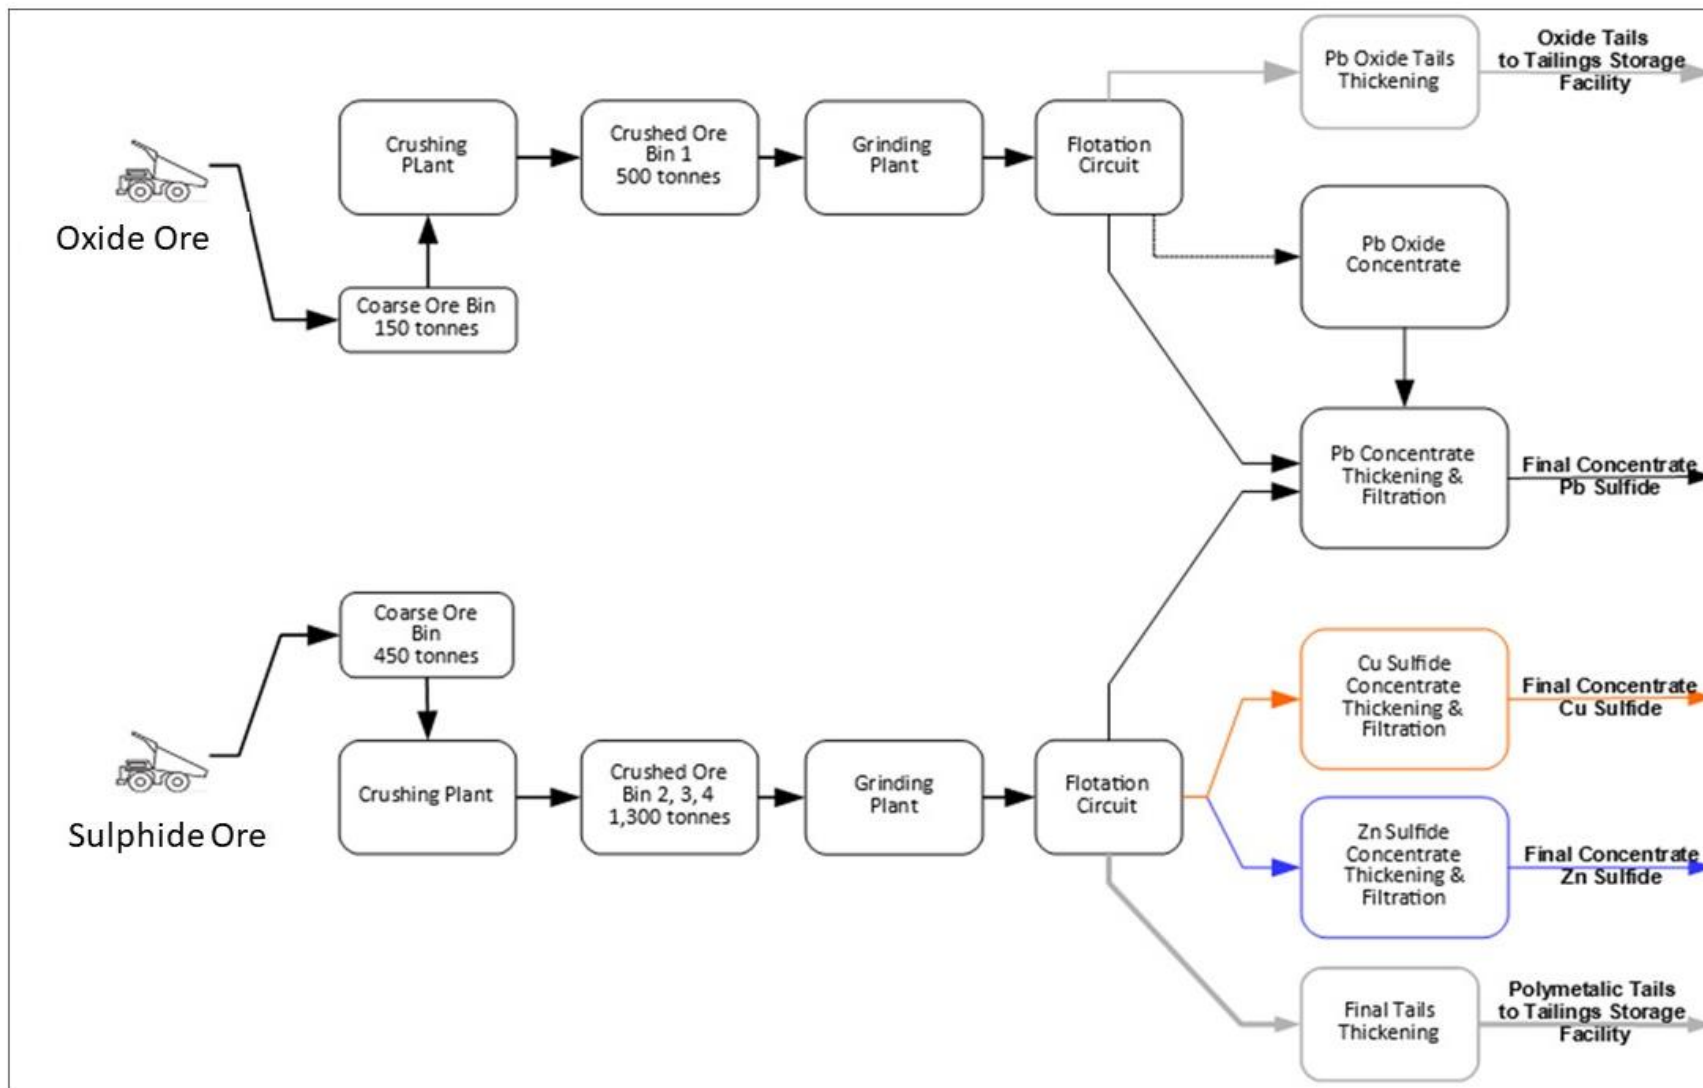 Pb Oxide Tails
Thickening
Oxide Tails
to Tailings Storage
Facility
Oxide Ore
Crushing
PLant
Crushed Ore
Bin 1
500 tonnes
Grinding
Plant
Flotation
Circuit
Coarse Ore Bin
150 tonnes
Pb Oxide
Concentrate
Pb Concentrate
Thickening &
Filtration
Final Concentrate
Pb Sulfide
Sulphide Ore
Coarse Ore
Bin
450 tonnes
Crushing Plant
Crushed Ore
Bin 2, 3, 4
1,300 tonnes
Grinding
Plant
Flotation
Circuit
Cu Sulfide
Concentrate
Thickening &
Filtration
Final Concentrate
Cu Sulfide
Zn Sulfide
Concentrate
Thickening &
Filtration
Final Concentrate
Zn Sulfide
Final Tails
Thickening
Polymetalic Tails
to Tailings Storage
Facility